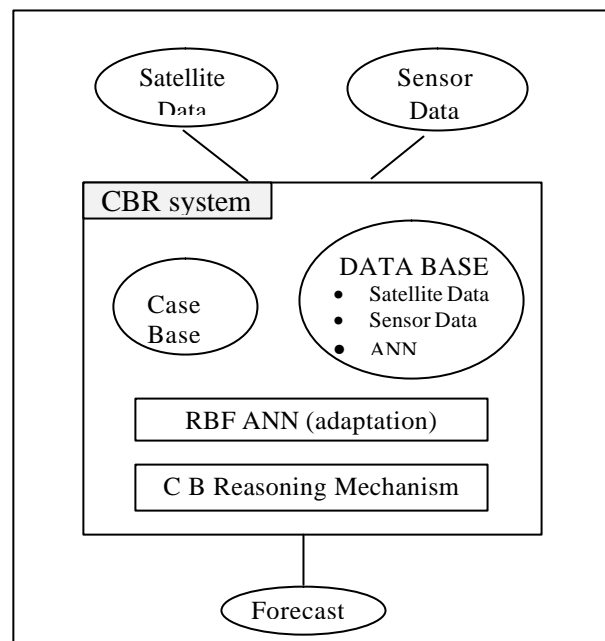 Satellite
Data
Sensor
Data
CBR system
Case
Base
DATA BASE
• Satellite Data
• Sensor Data
• ANN
RBF ANN (adaptation)
C B Reasoning Mechanism
Forecast